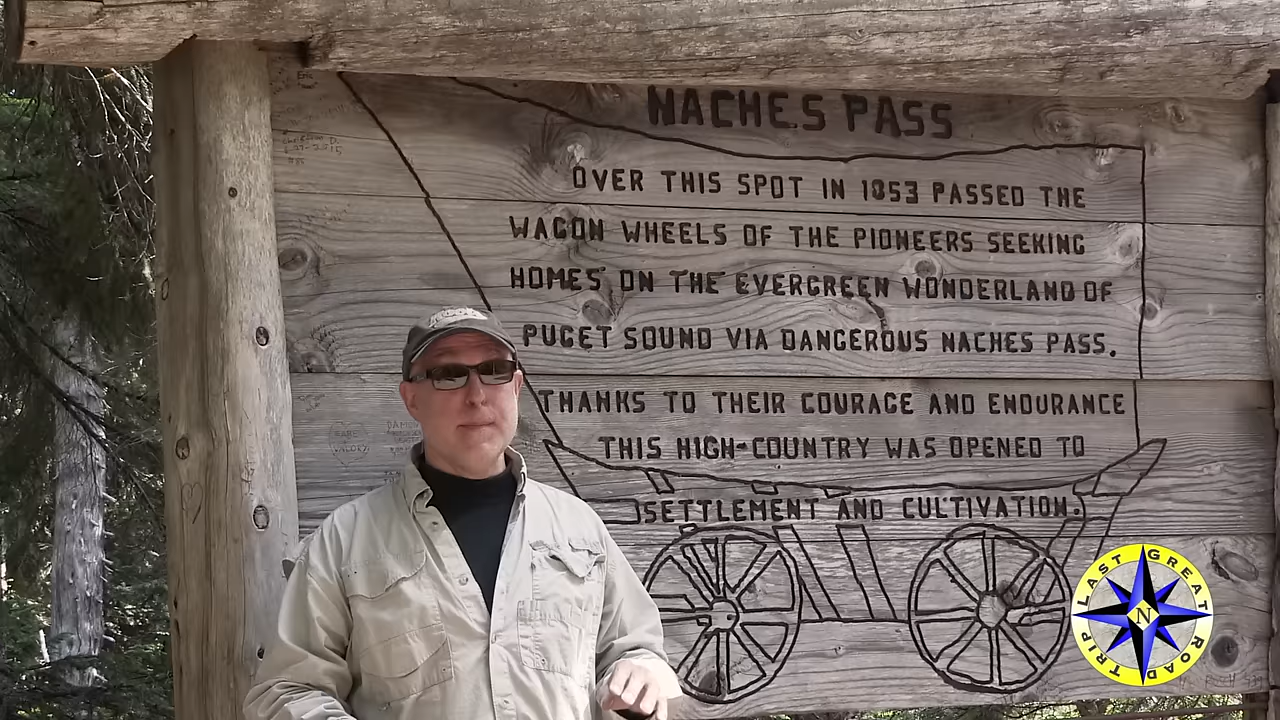 NACHES PASS
OVER THIS SPOT IN 1853 PASSED THE
WAGON WHEELS OF THE PIONEERS SEEKING
HOMES ON THE EVERGREEN WONDERLAND OF
PUGET SOUND VIA DANGEROUS NACHES PASS.
THANKS TO THEIR COURAGE AND ENDURANCE
THIS HIGH-COUNTRY WAS OPENED TO
SETTLEMENT AND CULTIVATION.
LAST GREAT ROAD TRIP
N